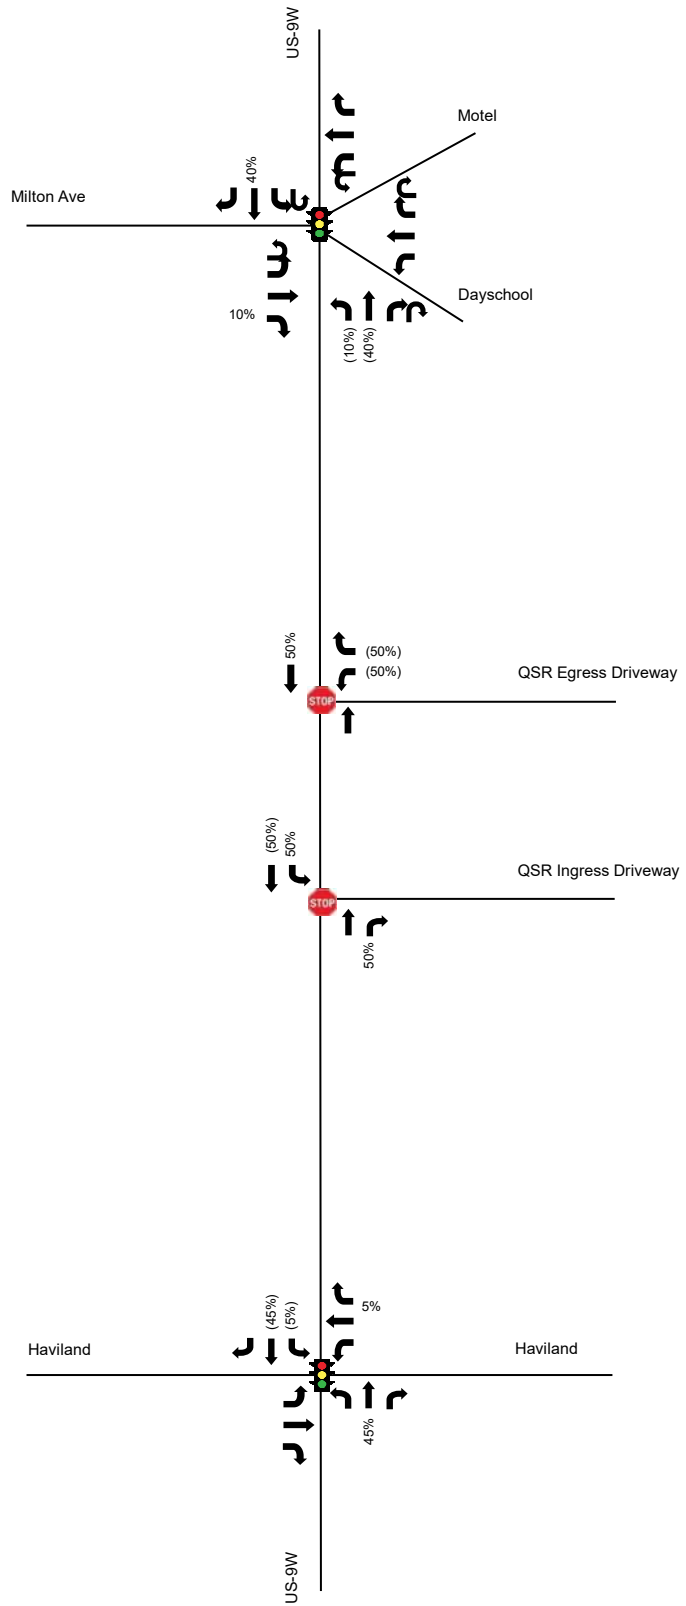 US-9W
Motel
40%
Milton Ave
Dayschool
10%
(10%)
(40%)
50%
(50%)
(50%)
QSR Egress Driveway
STOP
(50%)
50%
QSR Ingress Driveway
STOP
50%
(45%)
(5%)
5%
Haviland
Haviland
45%
US-9W